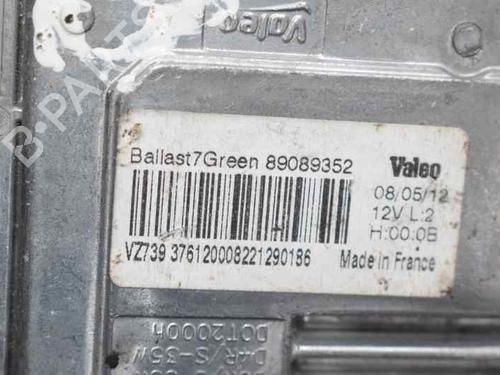 Valeo
B-PARTS
Ballast7Green 89089352
Valeo
08/05/12
12V L:2
H:00:0B
VZ739 376120008221290186
Made in France
DOT2000H
D4R/S-35W